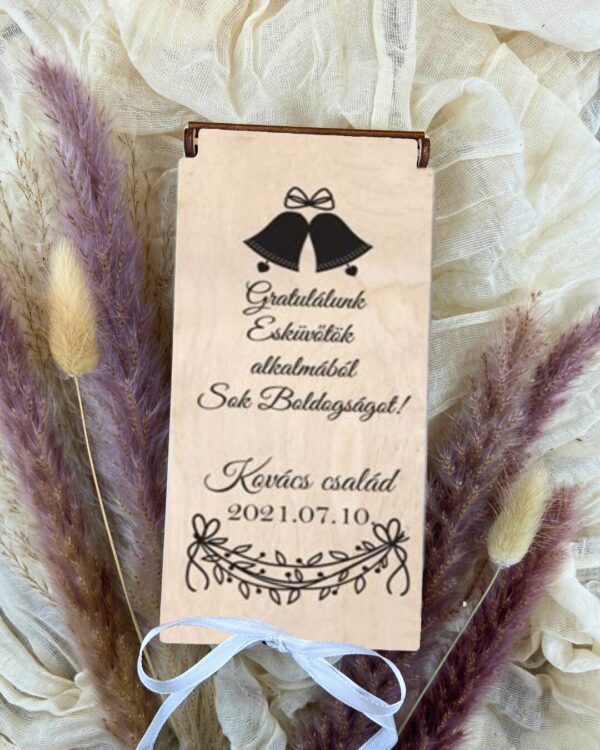 Gratulálunk
Esküvőtök
alkalmából
Sok Boldogságot!
Kovács család
2021.07.10.